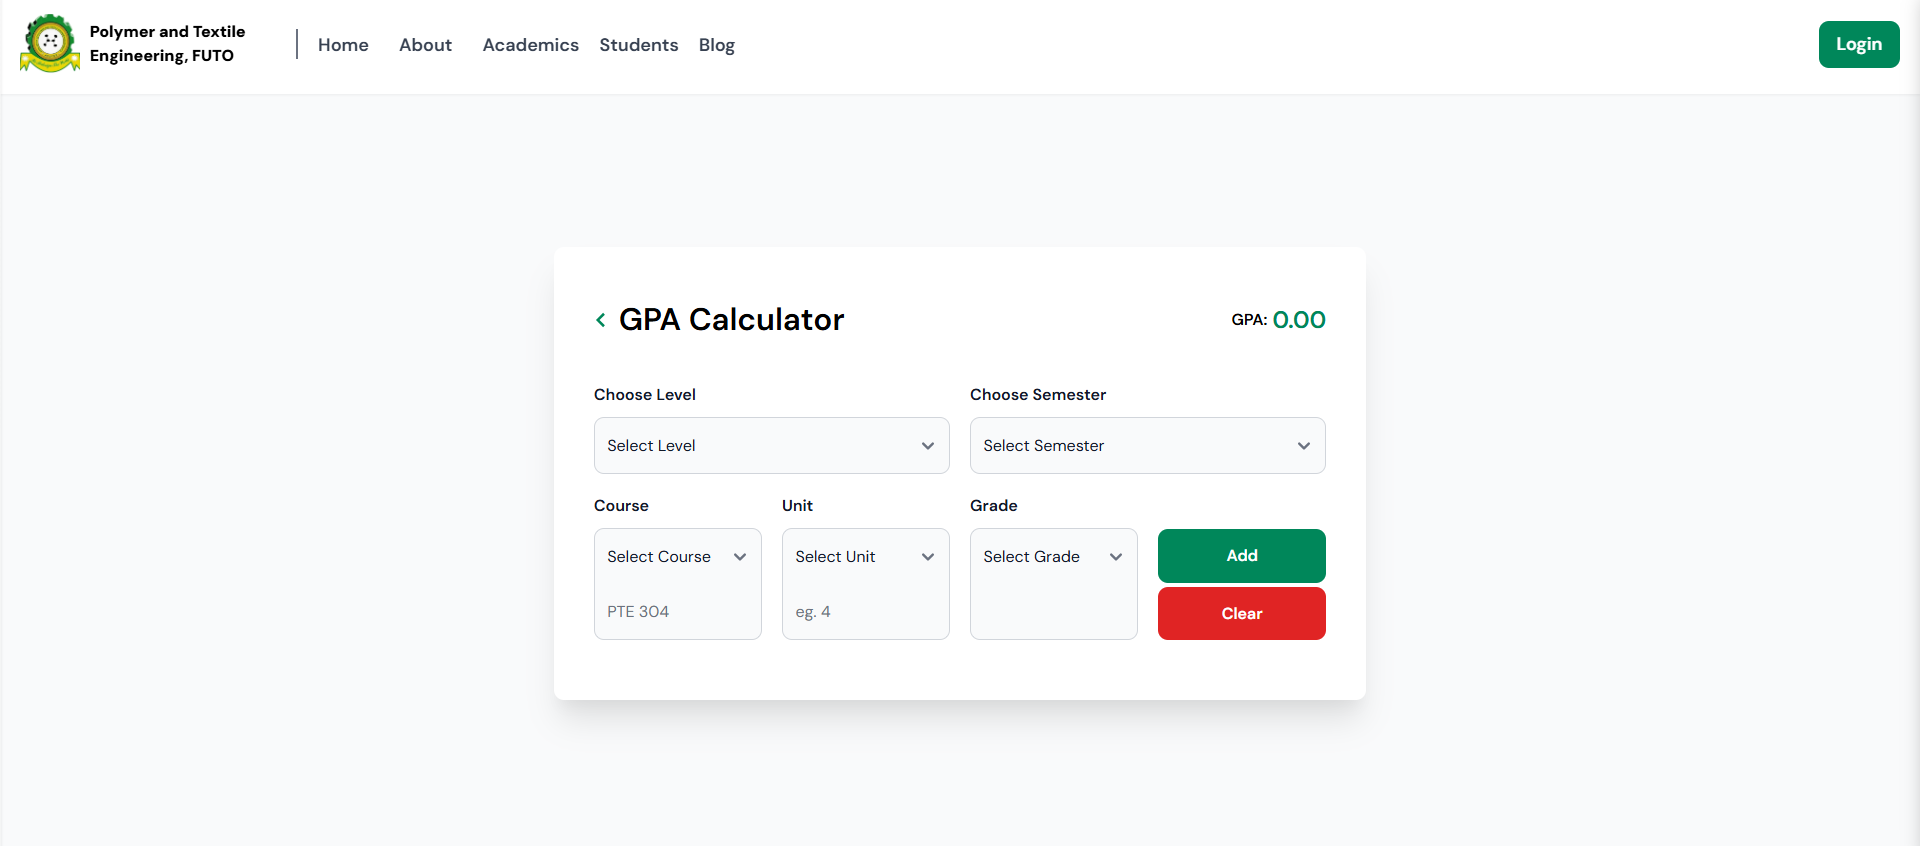 Polymer and Textile
Engineering, FUTO
Home
About
Academics
Students
Blog
Login
GPA Calculator
GPA: 0.00
Choose Level
Choose Semester
Select Level
Select Semester
Course
Unit
Grade
Select Course
Select Unit
Select Grade
Add
PTE 304
eg. 4
Clear